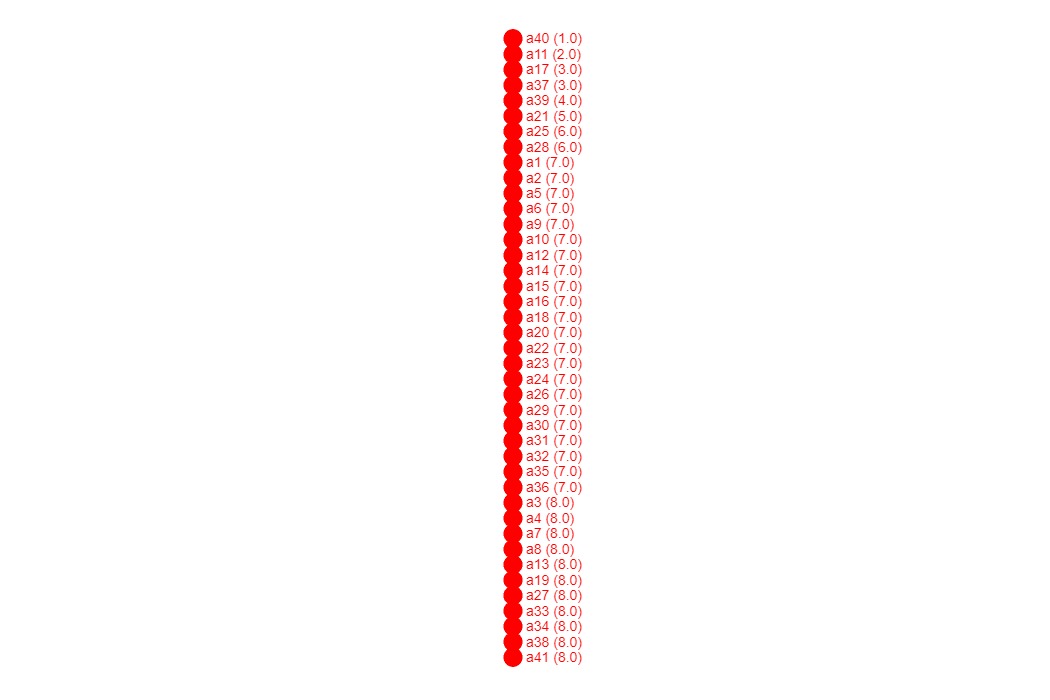 a40 (1.0)
a11 (2.0)
a17 (3.0)
a37 (3.0)
a39 (4.0)
a21 (5.0)
a25 (6.0)
a28 (6.0)
a1 (7.0)
a2 (7.0)
a5 (7.0)
a6 (7.0)
a9 (7.0)
a10 (7.0)
a12 (7.0)
a14 (7.0)
a15 (7.0)
a16 (7.0)
a18 (7.0)
a20 (7.0)
a22 (7.0)
a23 (7.0)
a24 (7.0)
a26 (7.0)
a29 (7.0)
a30 (7.0)
a31 (7.0)
a32 (7.0)
a35 (7.0)
a36 (7.0)
a3 (8.0)
a4 (8.0)
a7 (8.0)
a8 (8.0)
a13 (8.0)
a19 (8.0)
a27 (8.0)
a33 (8.0)
a34 (8.0)
a38 (8.0)
a41 (8.0)